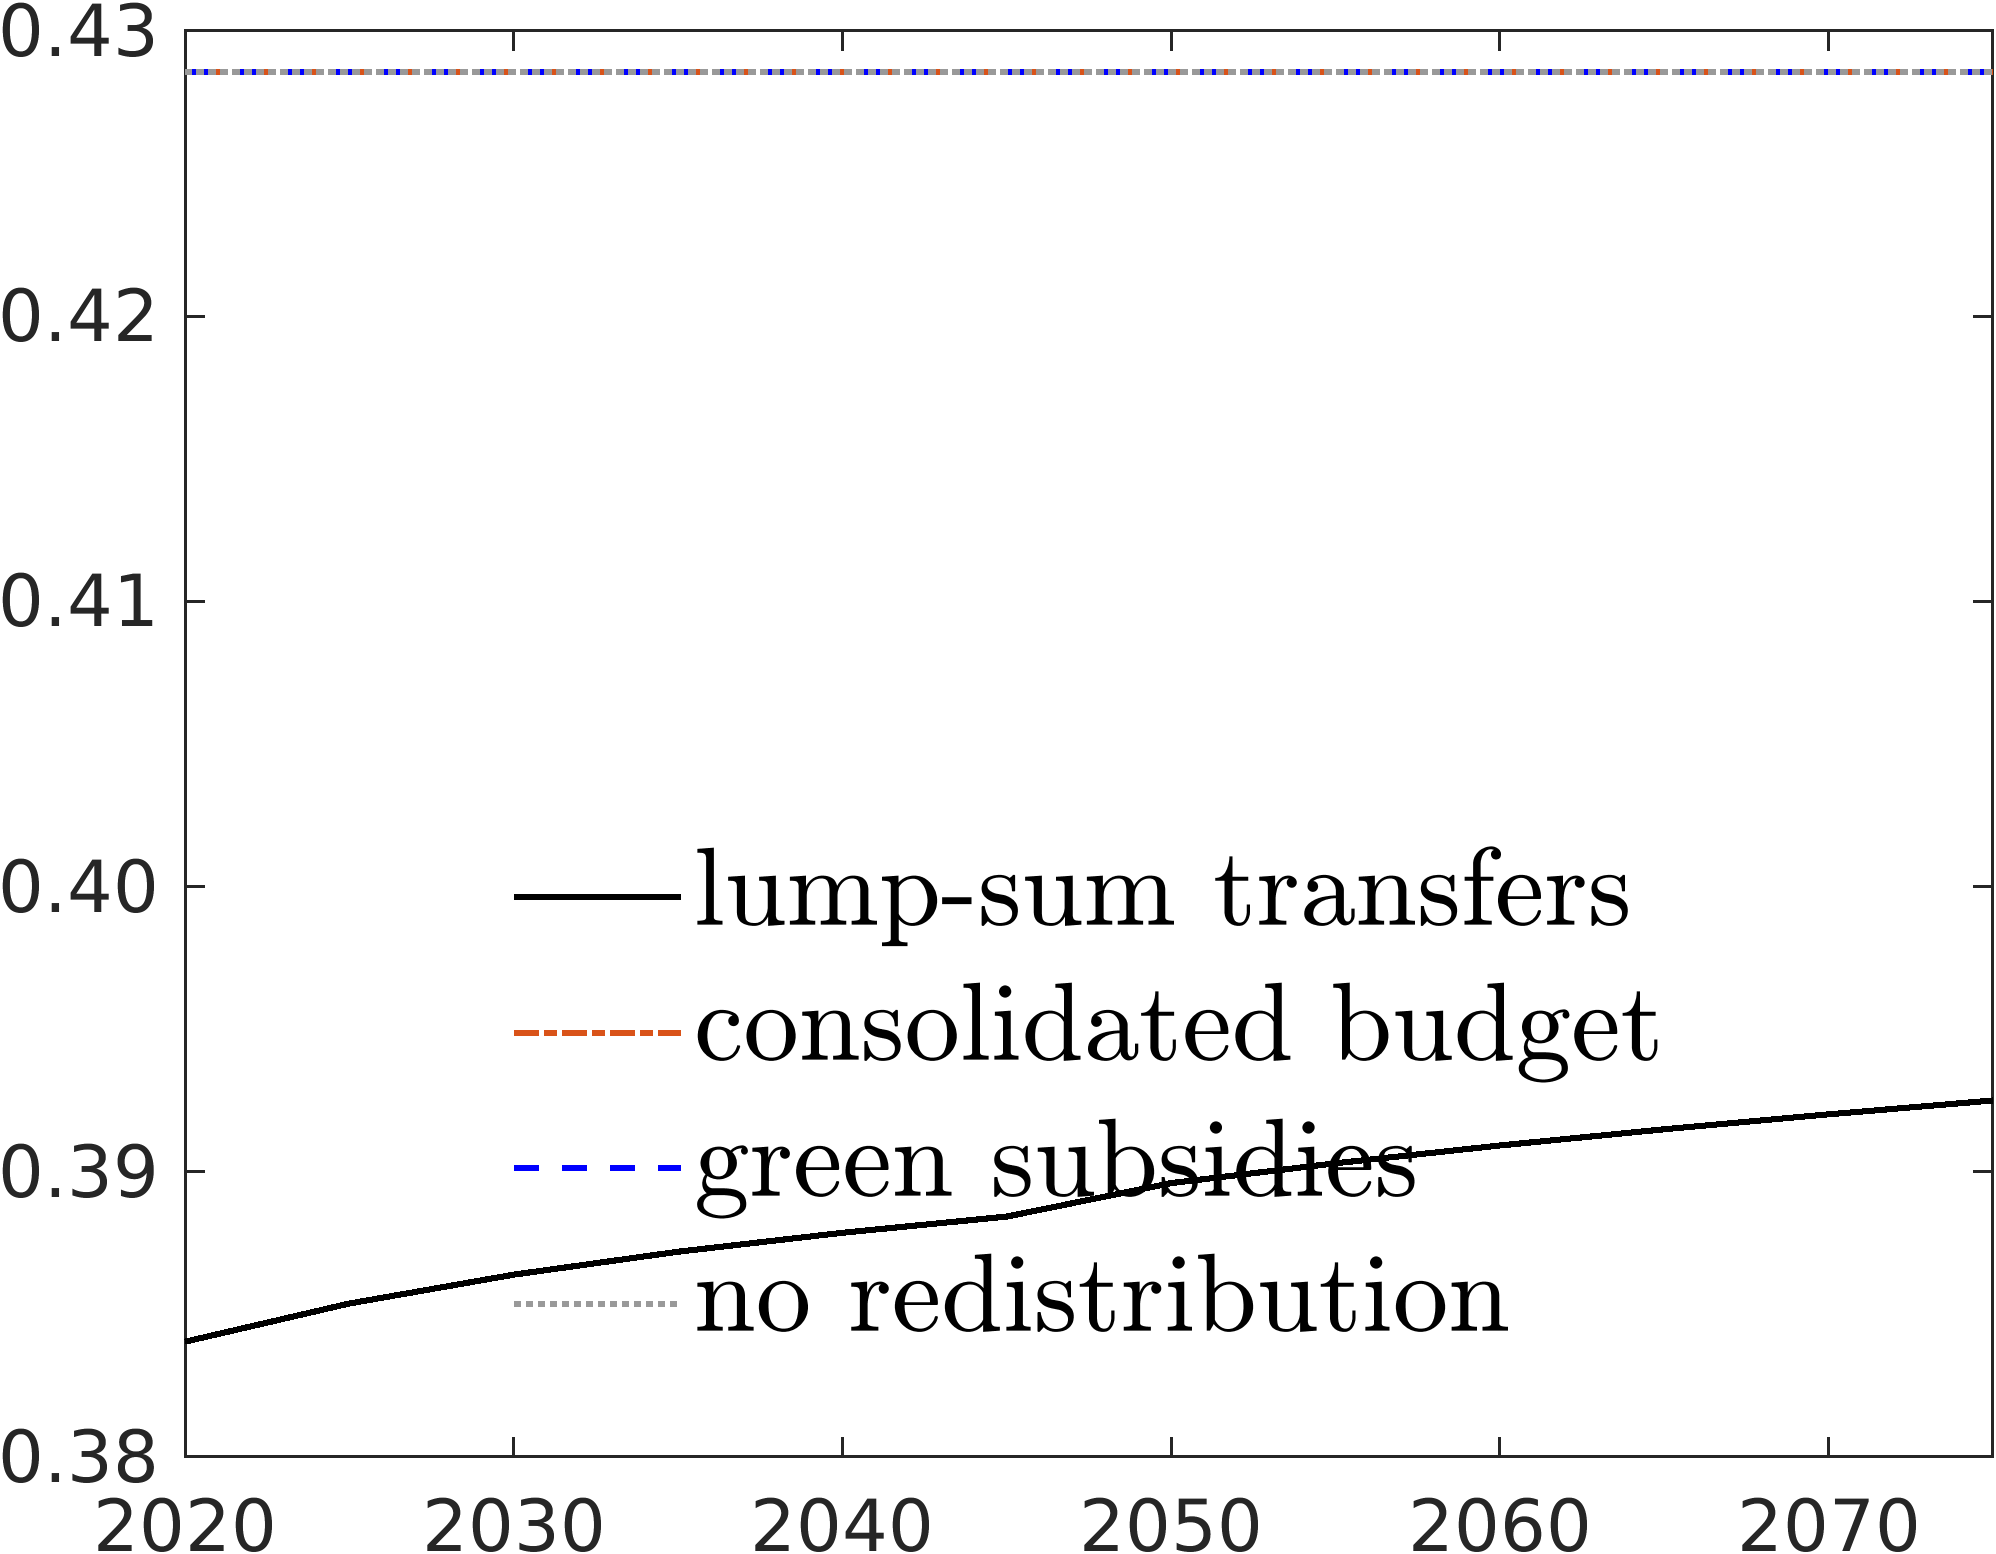 0.43
0.42
0.41
0.40
lump-sum transfers
consolidated budget
0.39
green subsidies
no redistribution
0.38
2020 2030 2040 2050 2060 2070